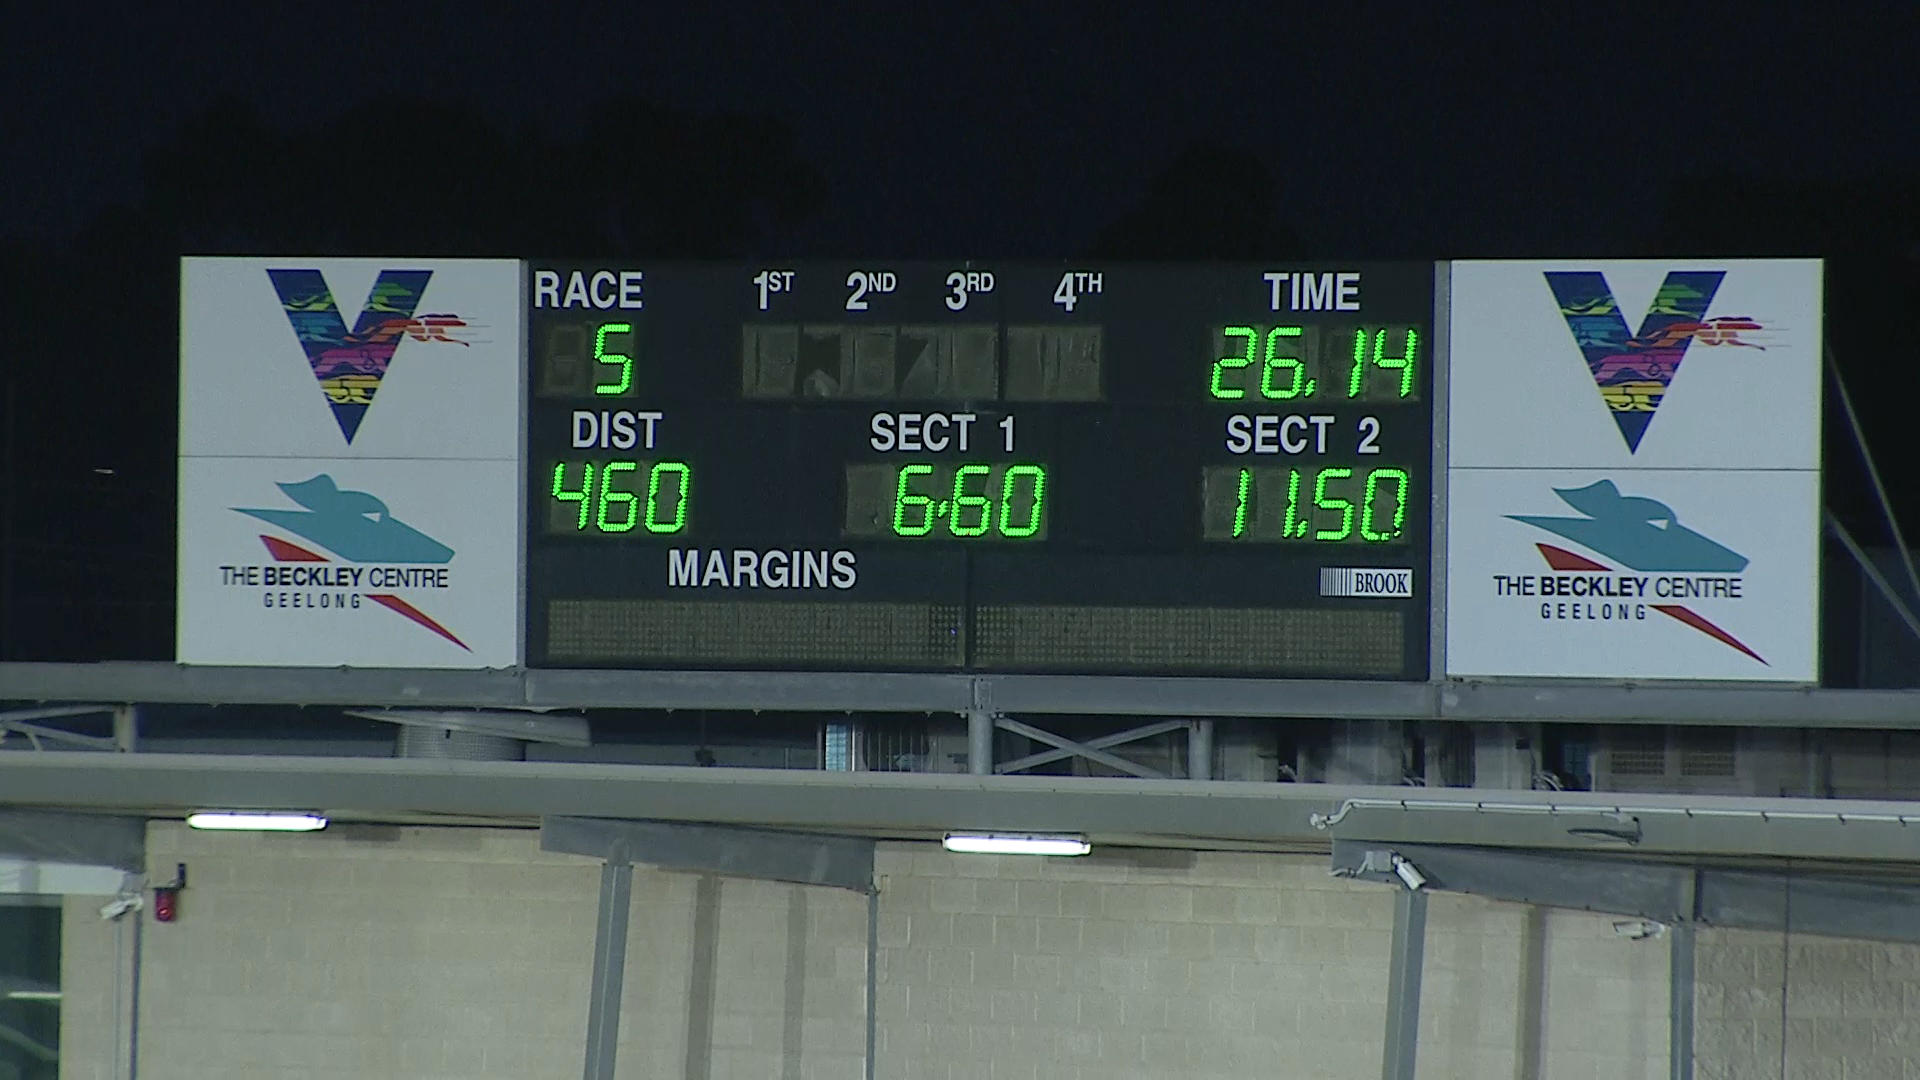 RACE 1ST 2ND 3RD 4TH TIME
5 26.14
DIST SECT 1 SECT 2
460 6.60 11.50
MARGINS
BROOK
THE BECKLEY CENTRE
GEELONG
THE BECKLEY CENTRE
GEELONG